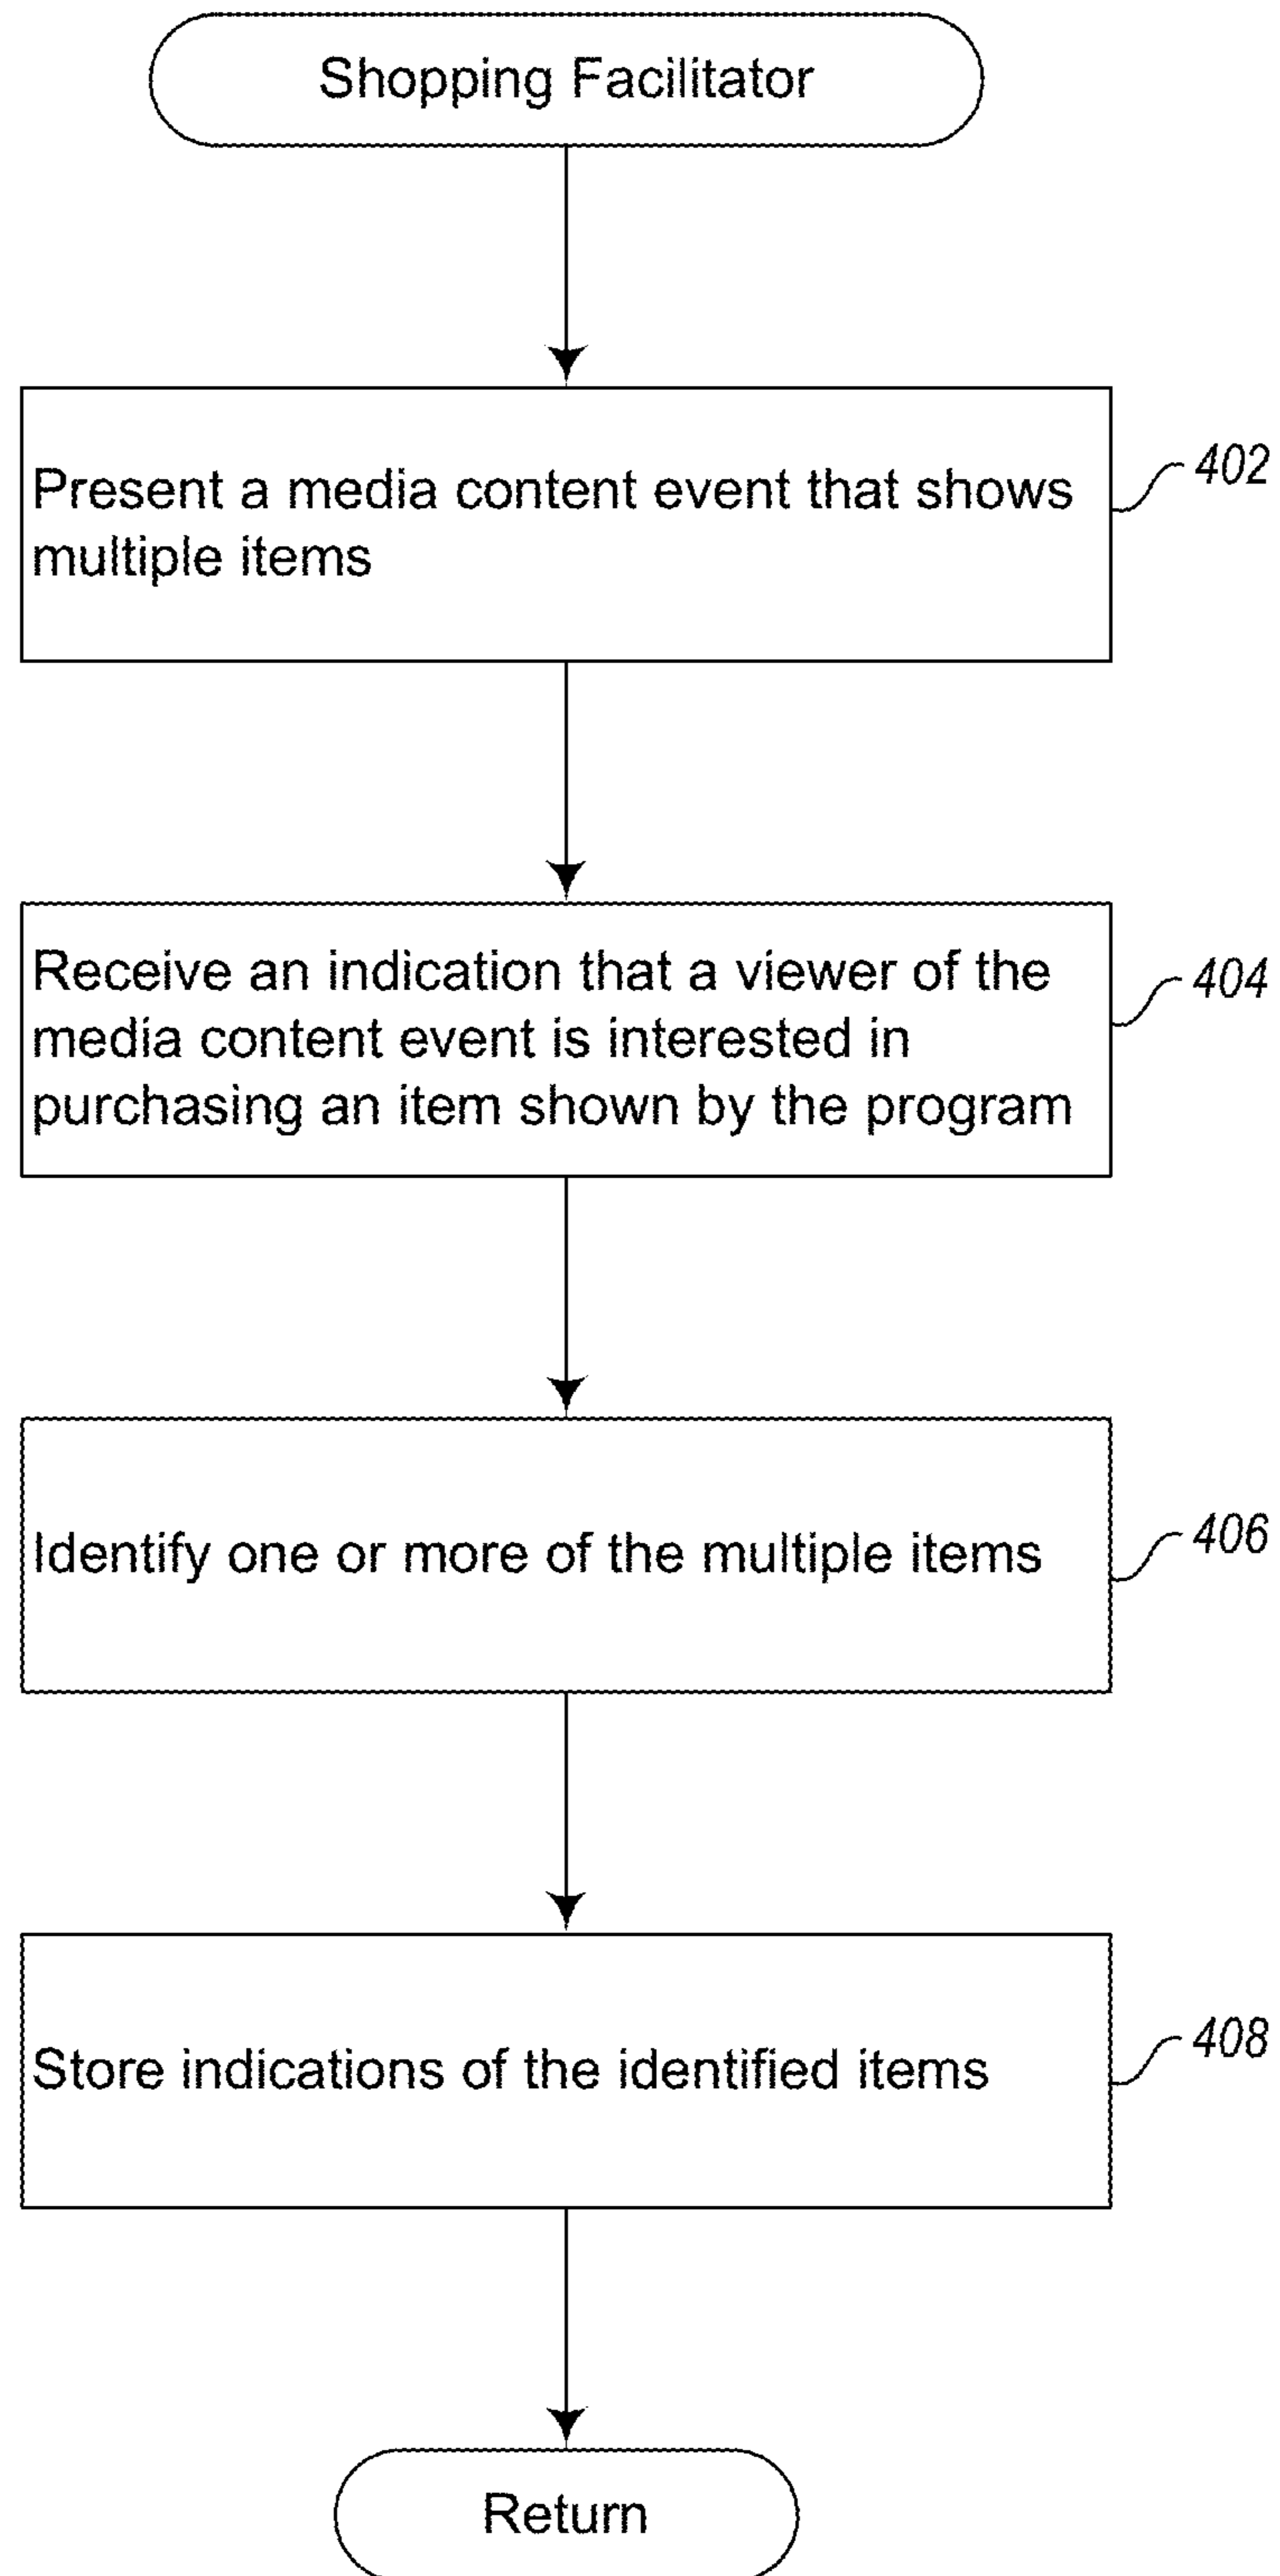 Shopping Facilitator
Present a media content event that shows
multiple items
402
Receive an indication that a viewer of the
media content event is interested in
purchasing an item shown by the program
404
Identify one or more of the multiple items
406
Store indications of the identified items
408
Return